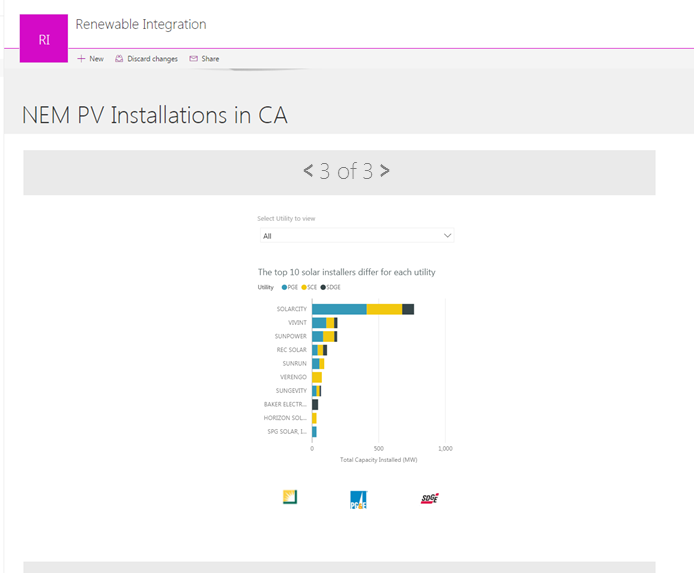 RI
Renewable Integration
New Discard changes Share
NEM PV Installations in CA
< 3 of 3 >
Select Utility to view
All
The top 10 solar installers differ for each utility
Utility PGE SCE SDGE
SOLARCITY
VIVINT
SUNPOWER
REC SOLAR
SUNRUN
VERENGO
SUNGEVITY
BAKER ELECTR...
HORIZON SOL...
SPG SOLAR, I...
0 500 1,000
Total Capacity Installed (MW)
PG&E SDGE